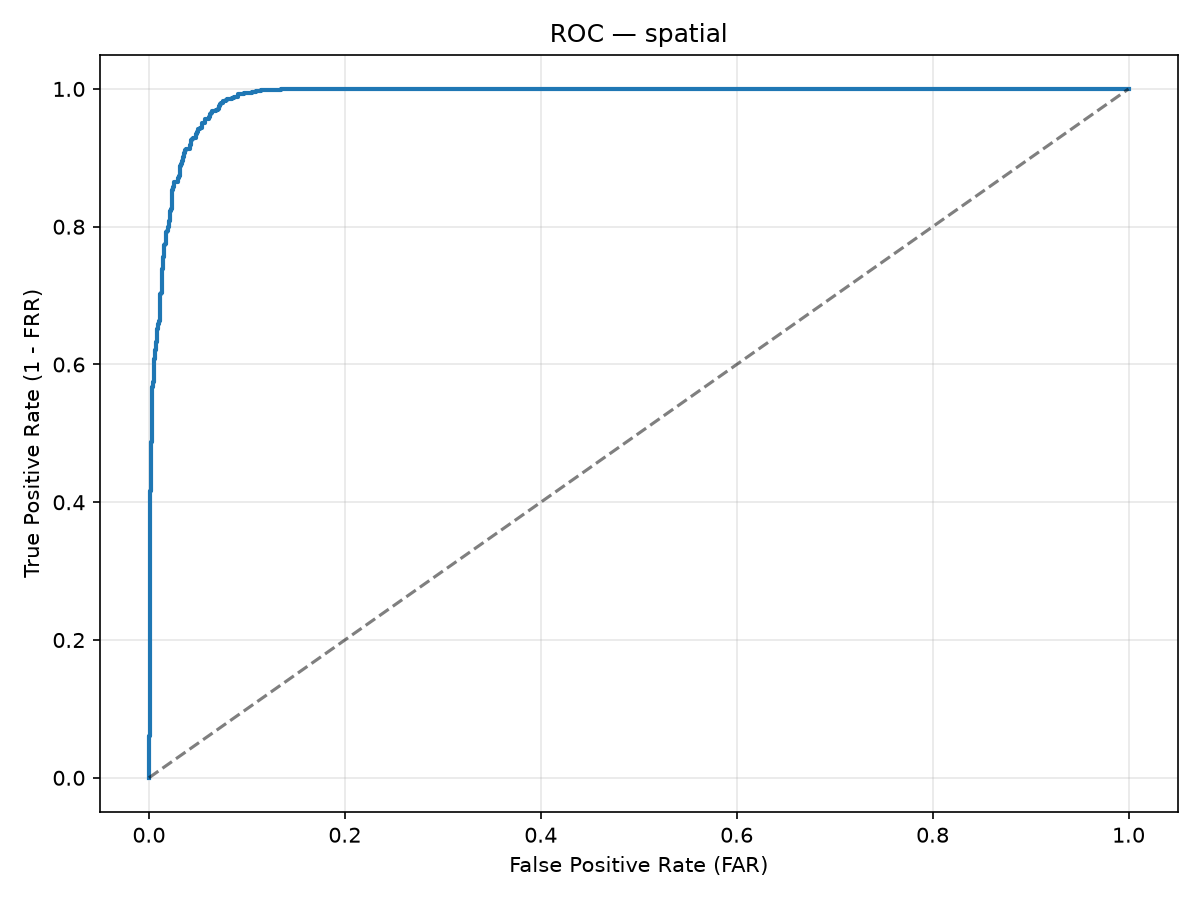 ROC — spatial
True Positive Rate (1 - FRR)
1.0
0.8
0.6
0.4
0.2
0.0
0.0 0.2 0.4 0.6 0.8 1.0
False Positive Rate (FAR)